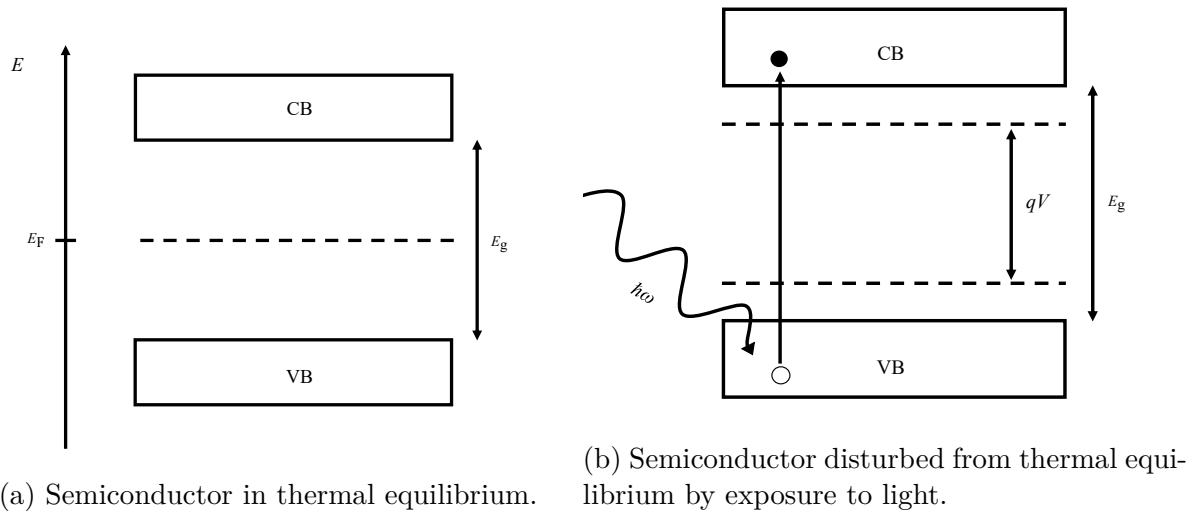 E
CB
E_F
E_g
VB
(a) Semiconductor in thermal equilibrium.
CB
qV
E_g
ħω
VB
(b) Semiconductor disturbed from thermal equi-
librium by exposure to light.